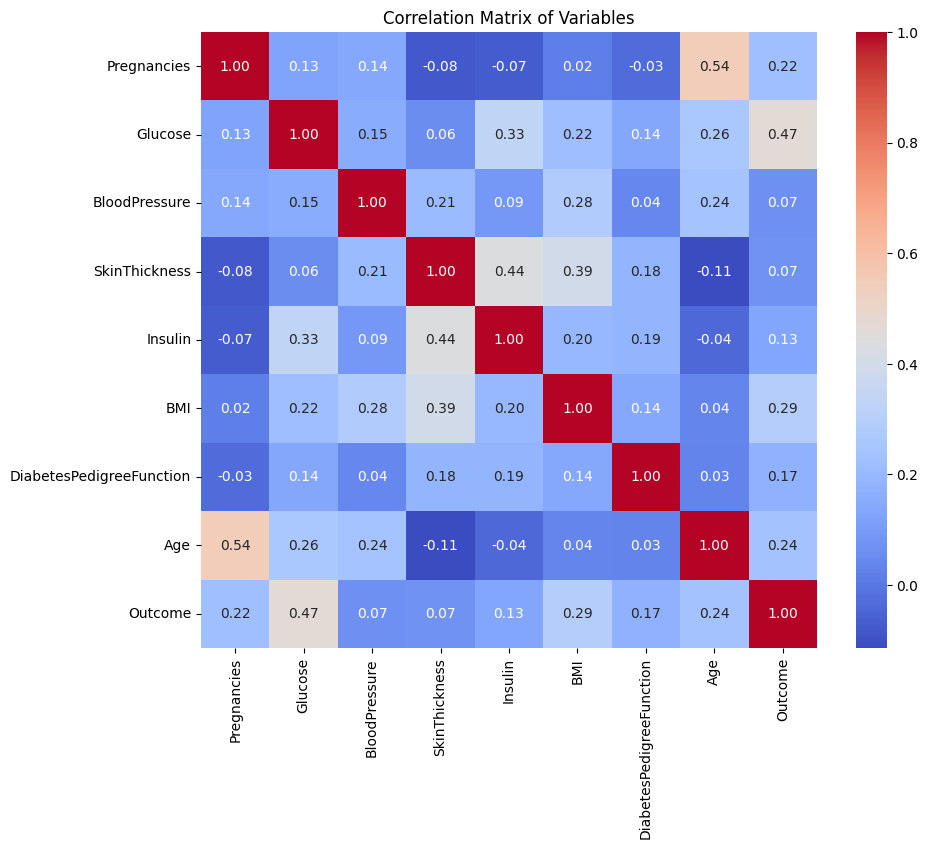 Correlation Matrix of Variables
Pregnancies 1.00 0.13 0.14 -0.08 -0.07 0.02 -0.03 0.54 0.22
Glucose 0.13 1.00 0.15 0.06 0.33 0.22 0.14 0.26 0.47
BloodPressure 0.14 0.15 1.00 0.21 0.09 0.28 0.04 0.24 0.07
SkinThickness -0.08 0.06 0.21 1.00 0.44 0.39 0.18 -0.11 0.07
Insulin -0.07 0.33 0.09 0.44 1.00 0.20 0.19 -0.04 0.13
BMI 0.02 0.22 0.28 0.39 0.20 1.00 0.14 0.04 0.29
DiabetesPedigreeFunction -0.03 0.14 0.04 0.18 0.19 0.14 1.00 0.03 0.17
Age 0.54 0.26 0.24 -0.11 -0.04 0.04 0.03 1.00 0.24
Outcome 0.22 0.47 0.07 0.07 0.13 0.29 0.17 0.24 1.00
Pregnancies
Glucose
BloodPressure
SkinThickness
Insulin
BMI
DiabetesPedigreeFunction
Age
Outcome
1.0
0.8
0.6
0.4
0.2
0.0